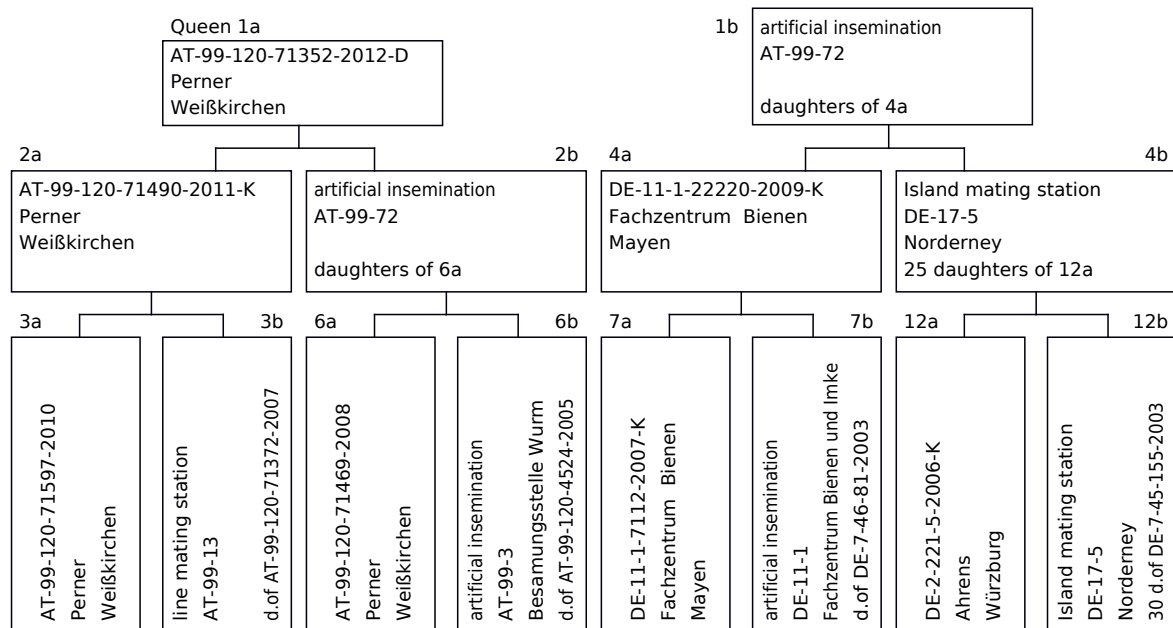 Queen 1a
AT-99-120-71352-2012-D
Perner
Weißkirchen
1b
artificial insemination
AT-99-72
daughters of 4a
2a
AT-99-120-71490-2011-K
Perner
Weißkirchen
2b
artificial insemination
AT-99-72
daughters of 6a
4a
DE-11-1-22220-2009-K
Fachzentrum Bienen
Mayen
4b
Island mating station
DE-17-5
Norderney
25 daughters of 12a
3a
AT-99-120-71597-2010
Perner
Weißkirchen
3b
line mating station
AT-99-13
d.of AT-99-120-71372-2007
6a
AT-99-120-71469-2008
Perner
Weißkirchen
6b
artificial insemination
AT-99-3
Besamungsstelle Wurm
d.of AT-99-120-4524-2005
7a
DE-11-1-7112-2007-K
Fachzentrum Bienen
Mayen
7b
artificial insemination
DE-11-1
Fachzentrum Bienen und Imke
d.of DE-7-46-81-2003
12a
DE-2-221-5-2006-K
Ahrens
Würzburg
12b
Island mating station
DE-17-5
Norderney
30 d.of DE-7-45-155-2003